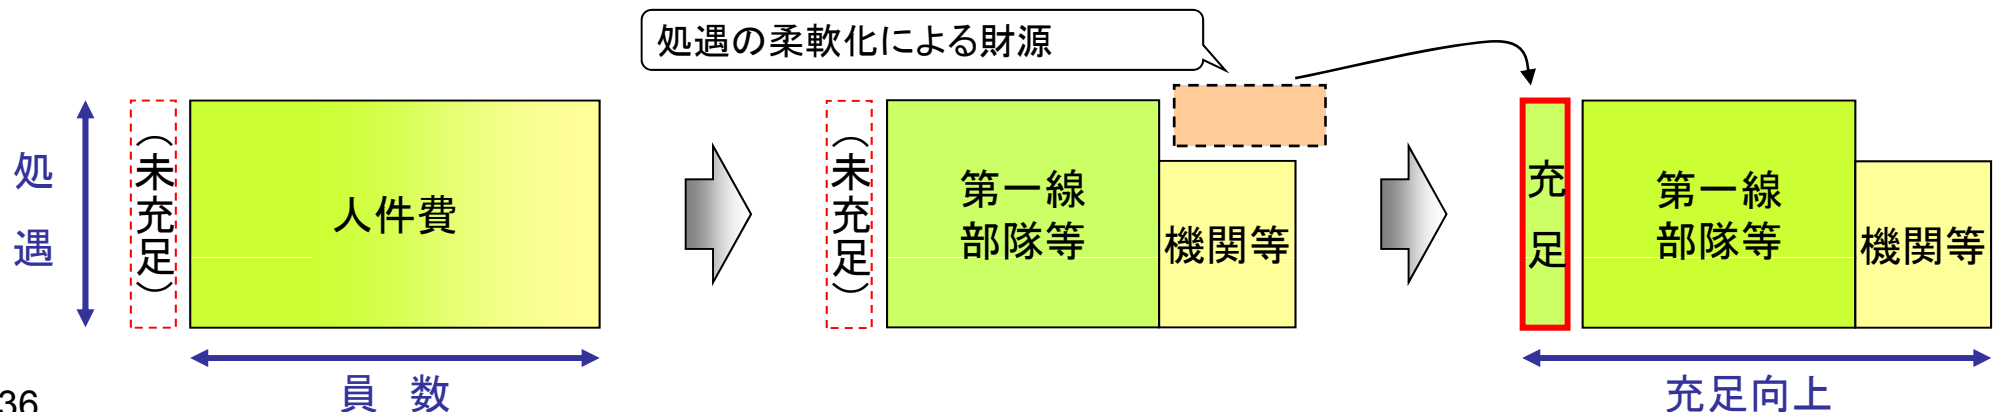 処遇の柔軟化による財源
処
遇
(未充足)
人件費
員 数
(未充足)
第一線
部隊等
機関等
充
足
第一線
部隊等
機関等
充足向上
36